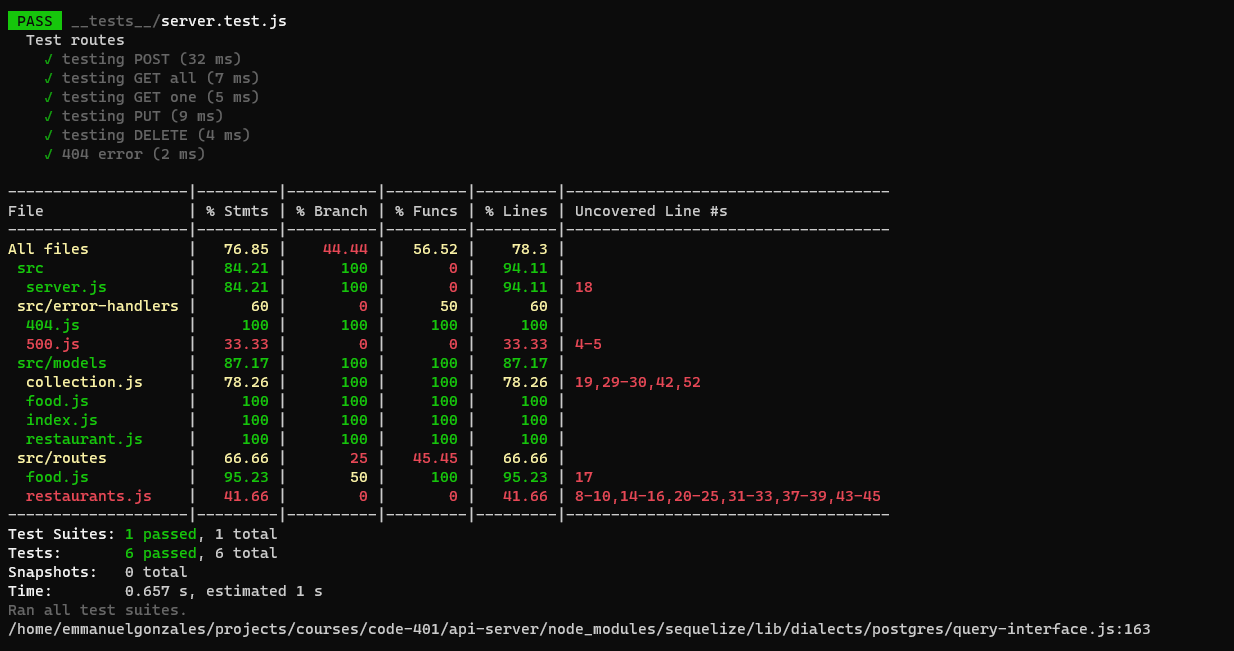 PASS __tests__/server.test.js
  Test routes
    ✓ testing POST (32 ms)
    ✓ testing GET all (7 ms)
    ✓ testing GET one (5 ms)
    ✓ testing PUT (9 ms)
    ✓ testing DELETE (4 ms)
    ✓ 404 error (2 ms)

--------------------|---------|----------|---------|---------|------------------------------------
File                | % Stmts | % Branch | % Funcs | % Lines | Uncovered Line #s
--------------------|---------|----------|---------|---------|------------------------------------
All files           |   76.85 |    44.44 |   56.52 |    78.3 |
 src                |   84.21 |      100 |       0 |   94.11 |
  server.js         |   84.21 |      100 |       0 |   94.11 | 18
 src/error-handlers |      60 |        0 |      50 |      60 |
  404.js            |     100 |      100 |     100 |     100 |
  500.js            |   33.33 |        0 |       0 |   33.33 | 4-5
 src/models         |   87.17 |      100 |     100 |   87.17 |
  collection.js     |   78.26 |      100 |     100 |   78.26 | 19,29-30,42,52
  food.js           |     100 |      100 |     100 |     100 |
  index.js          |     100 |      100 |     100 |     100 |
  restaurant.js     |     100 |      100 |     100 |     100 |
 src/routes         |   66.66 |       25 |   45.45 |   66.66 |
  food.js           |   95.23 |       50 |     100 |   95.23 | 17
  restaurants.js    |   41.66 |        0 |       0 |   41.66 | 8-10,14-16,20-25,31-33,37-39,43-45
--------------------|---------|----------|---------|---------|------------------------------------
Test Suites: 1 passed, 1 total
Tests:       6 passed, 6 total
Snapshots:   0 total
Time:        0.657 s, estimated 1 s
Ran all test suites.
/home/emmanuelgonzales/projects/courses/code-401/api-server/node_modules/sequelize/lib/dialects/postgres/query-interface.js:163